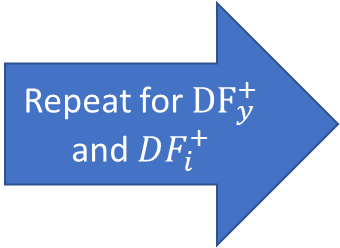 Repeat for DF_y^+
and DF_i^+